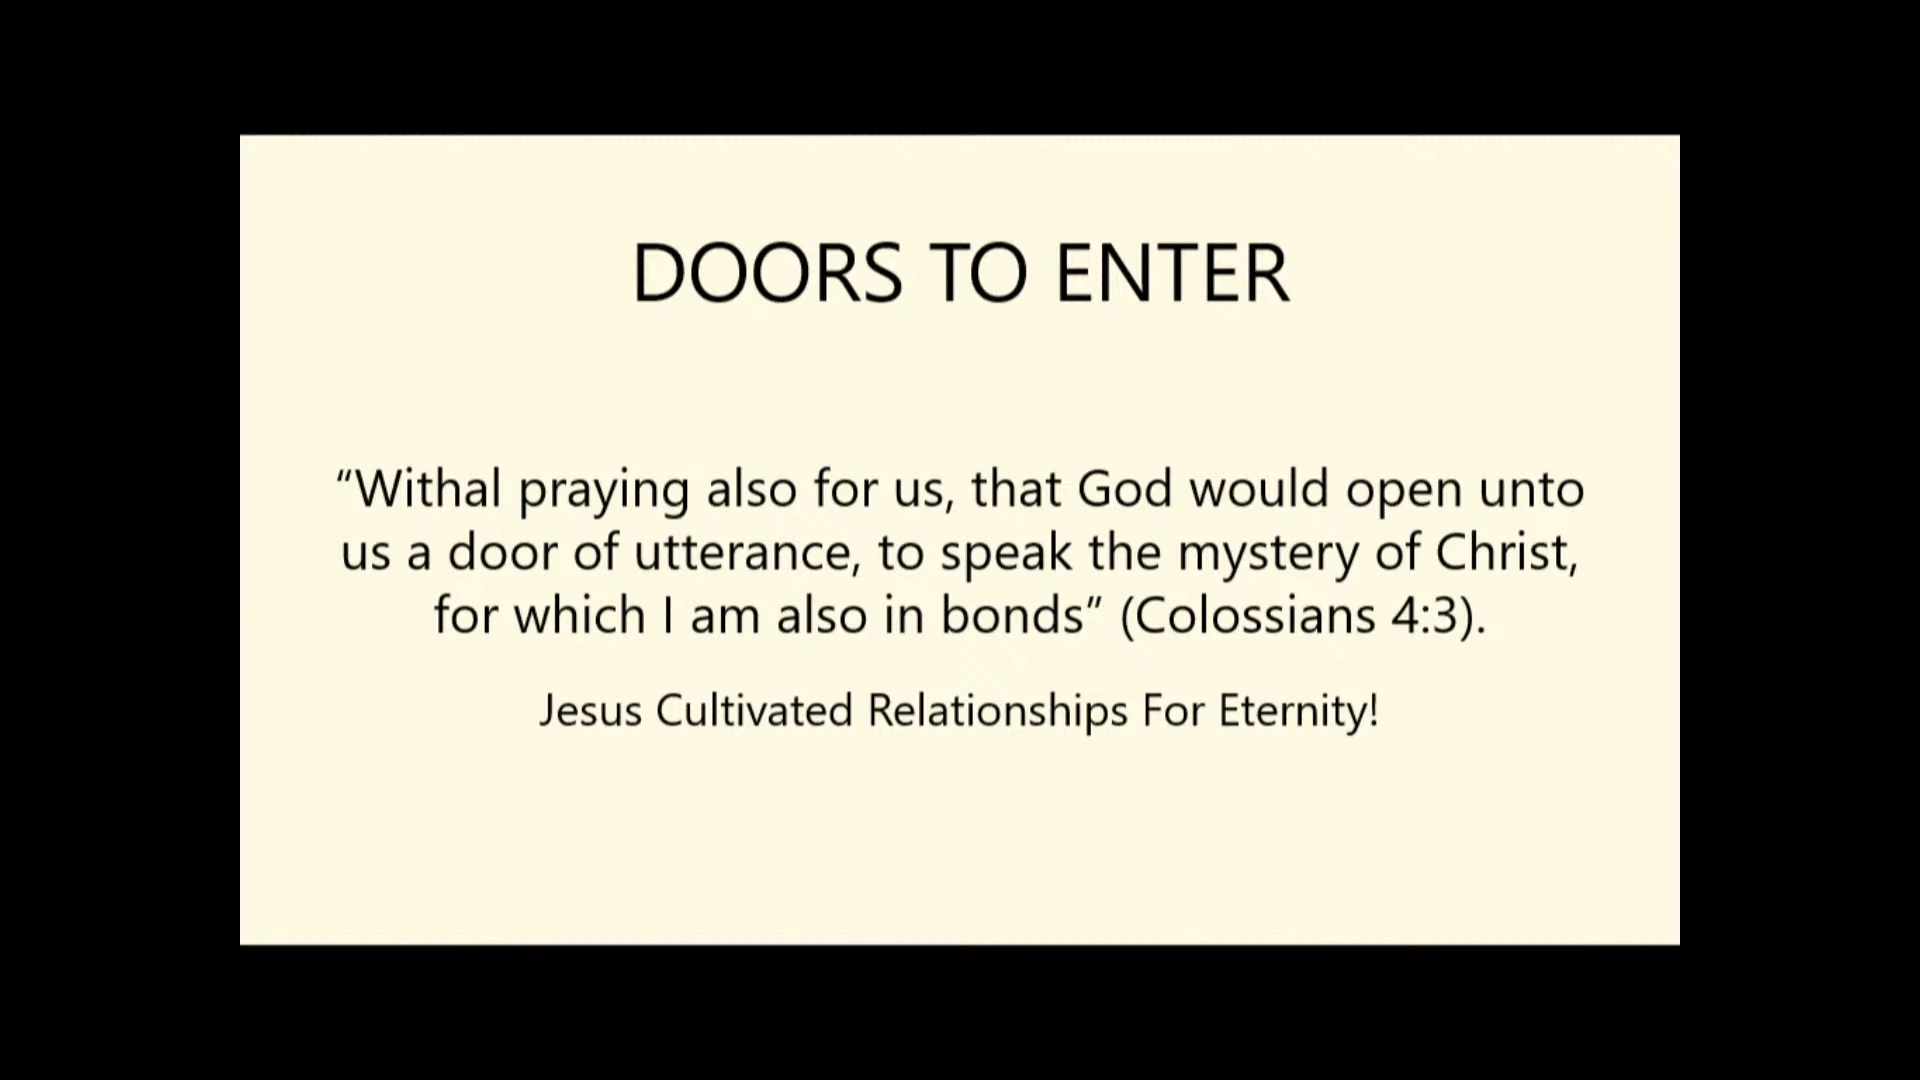 DOORS TO ENTER
“Withal praying also for us, that God would open unto
us a door of utterance, to speak the mystery of Christ,
for which I am also in bonds” (Colossians 4:3).
Jesus Cultivated Relationships For Eternity!